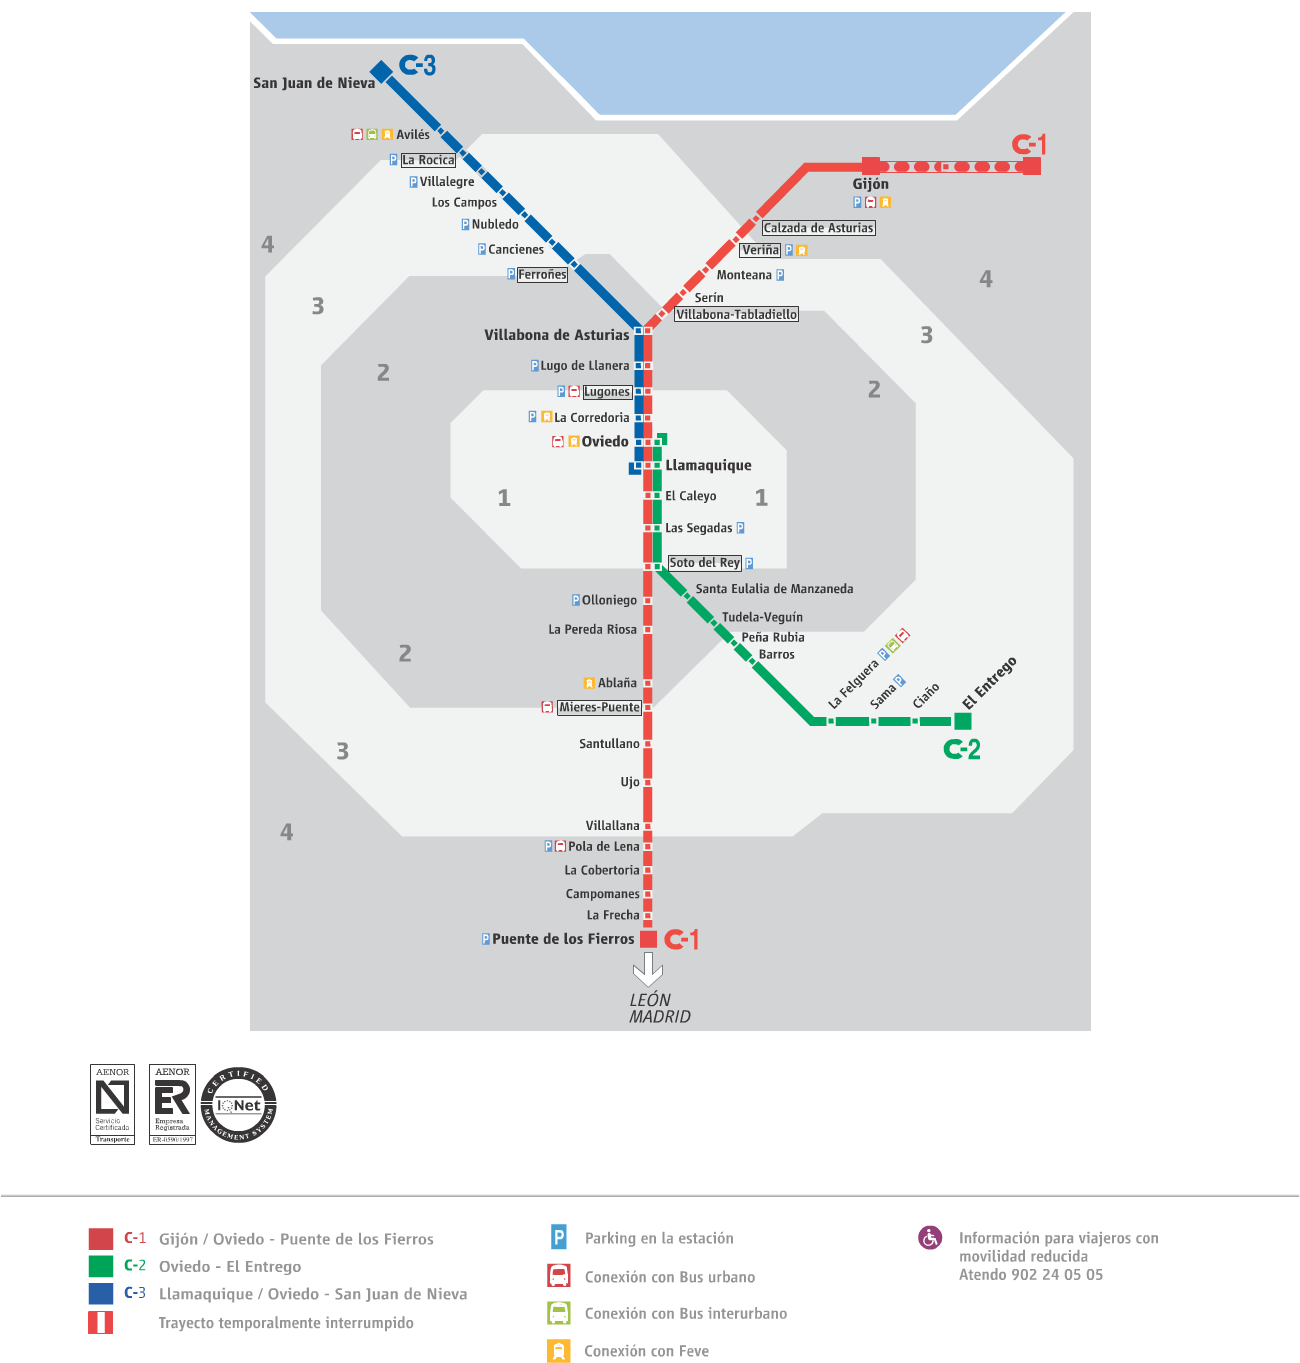 C-3
San Juan de Nieva
Avilés
La Rocica
Villalegre
Los Campos
Nubledo
Cancienes
Ferroñes
C-1
Gijón
Calzada de Asturias
Veriña
Monteana
Serín
Villabona-Tabladiello
4
3
2
4
3
2
Villabona de Asturias
Lugo de Llanera
Lugones
La Corredoria
Oviedo
Llamaquique
1
1
El Caleyo
Las Segadas
Soto del Rey
Santa Eulalia de Manzaneda
Tudela-Veguín
Peña Rubia
Barros
La Felguera
Sama
Ciaño
El Entrego
C-2
Olloniego
La Pereda Riosa
2
Ablaña
Mieres-Puente
Santullano
3
Ujo
4
Villallana
Pola de Lena
La Cobertoria
Campomanes
La Frecha
Puente de los Fierros
C-1
LEÓN
MADRID
AENOR
Servicio
Certificado
Transporte
AENOR
ER
Empresa
Registrada
ER-0590/1997
CERTIFIED
IQNet
MANAGEMENT SYSTEM
C-1 Gijón / Oviedo - Puente de los Fierros
C-2 Oviedo - El Entrego
C-3 Llamaquique / Oviedo - San Juan de Nieva
Trayecto temporalmente interrumpido
P Parking en la estación
Conexión con Bus urbano
Conexión con Bus interurbano
Conexión con Feve
Información para viajeros con
movilidad reducida
Atendo 902 24 05 05